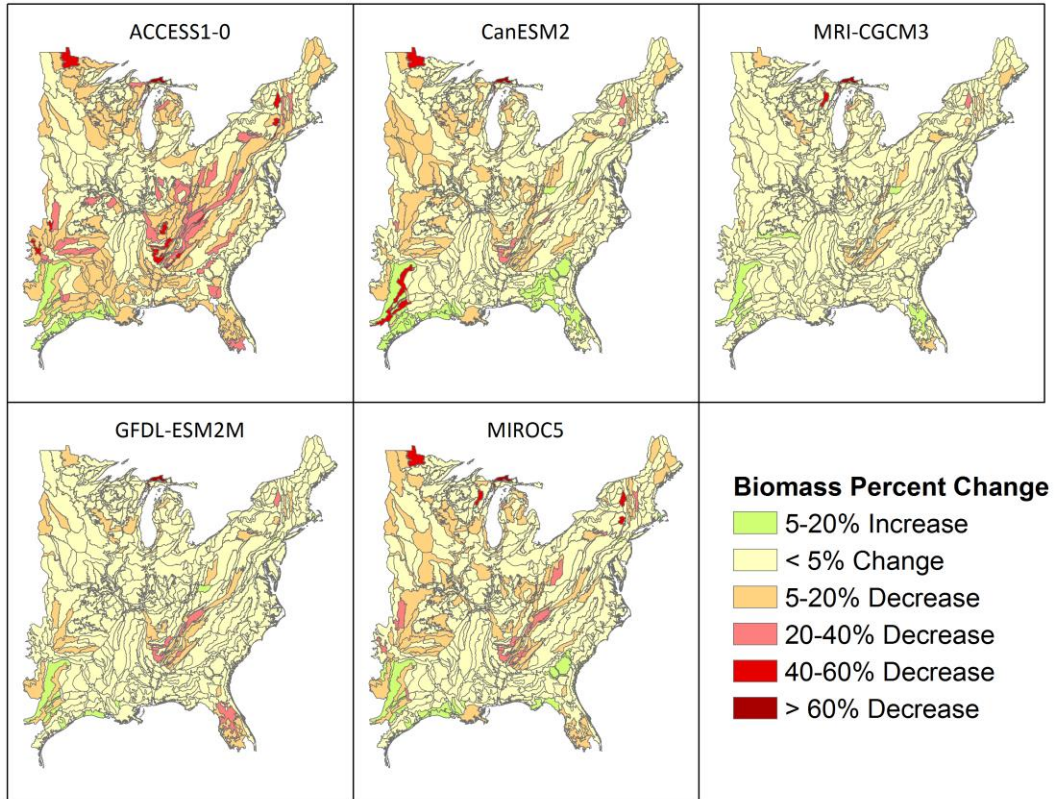 ACCESS1-0
CanESM2
MRI-CGCM3
GFDL-ESM2M
MIROC5
Biomass Percent Change
5-20% Increase
< 5% Change
5-20% Decrease
20-40% Decrease
40-60% Decrease
> 60% Decrease